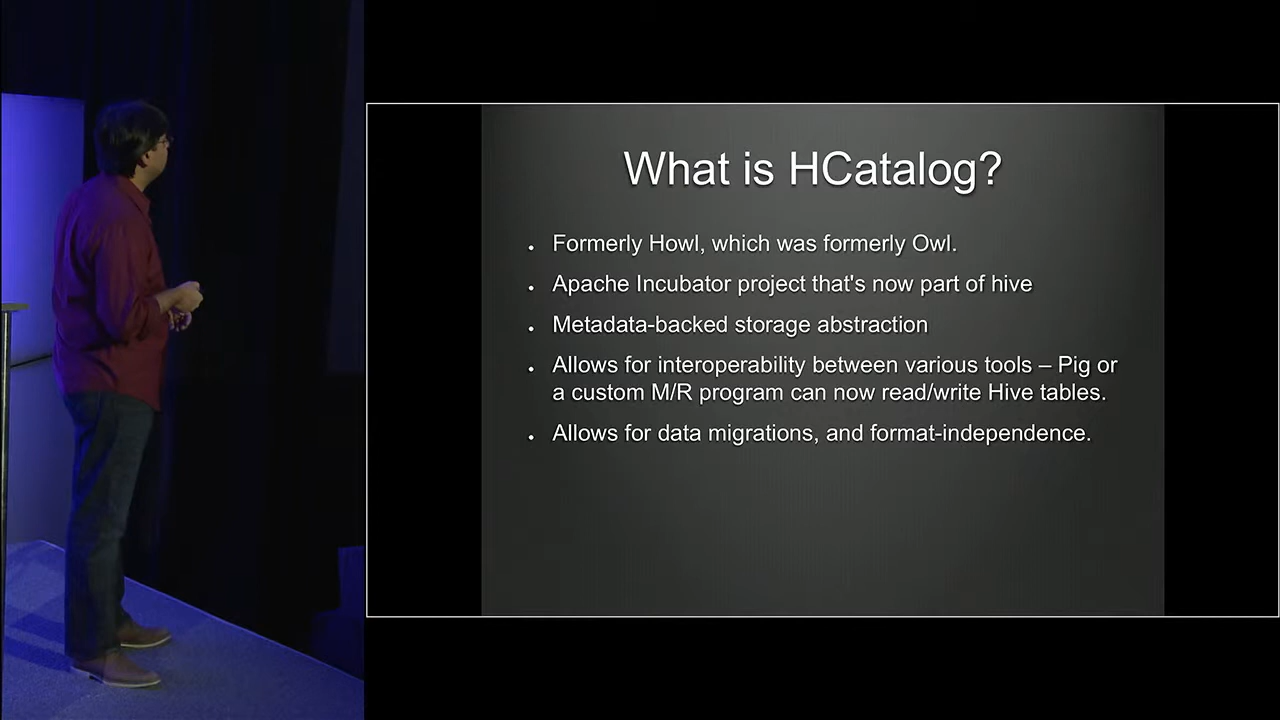 What is HCatalog?
Formerly Howl, which was formerly Owl.
Apache Incubator project that's now part of hive
Metadata-backed storage abstraction
Allows for interoperability between various tools – Pig or
a custom M/R program can now read/write Hive tables.
Allows for data migrations, and format-independence.